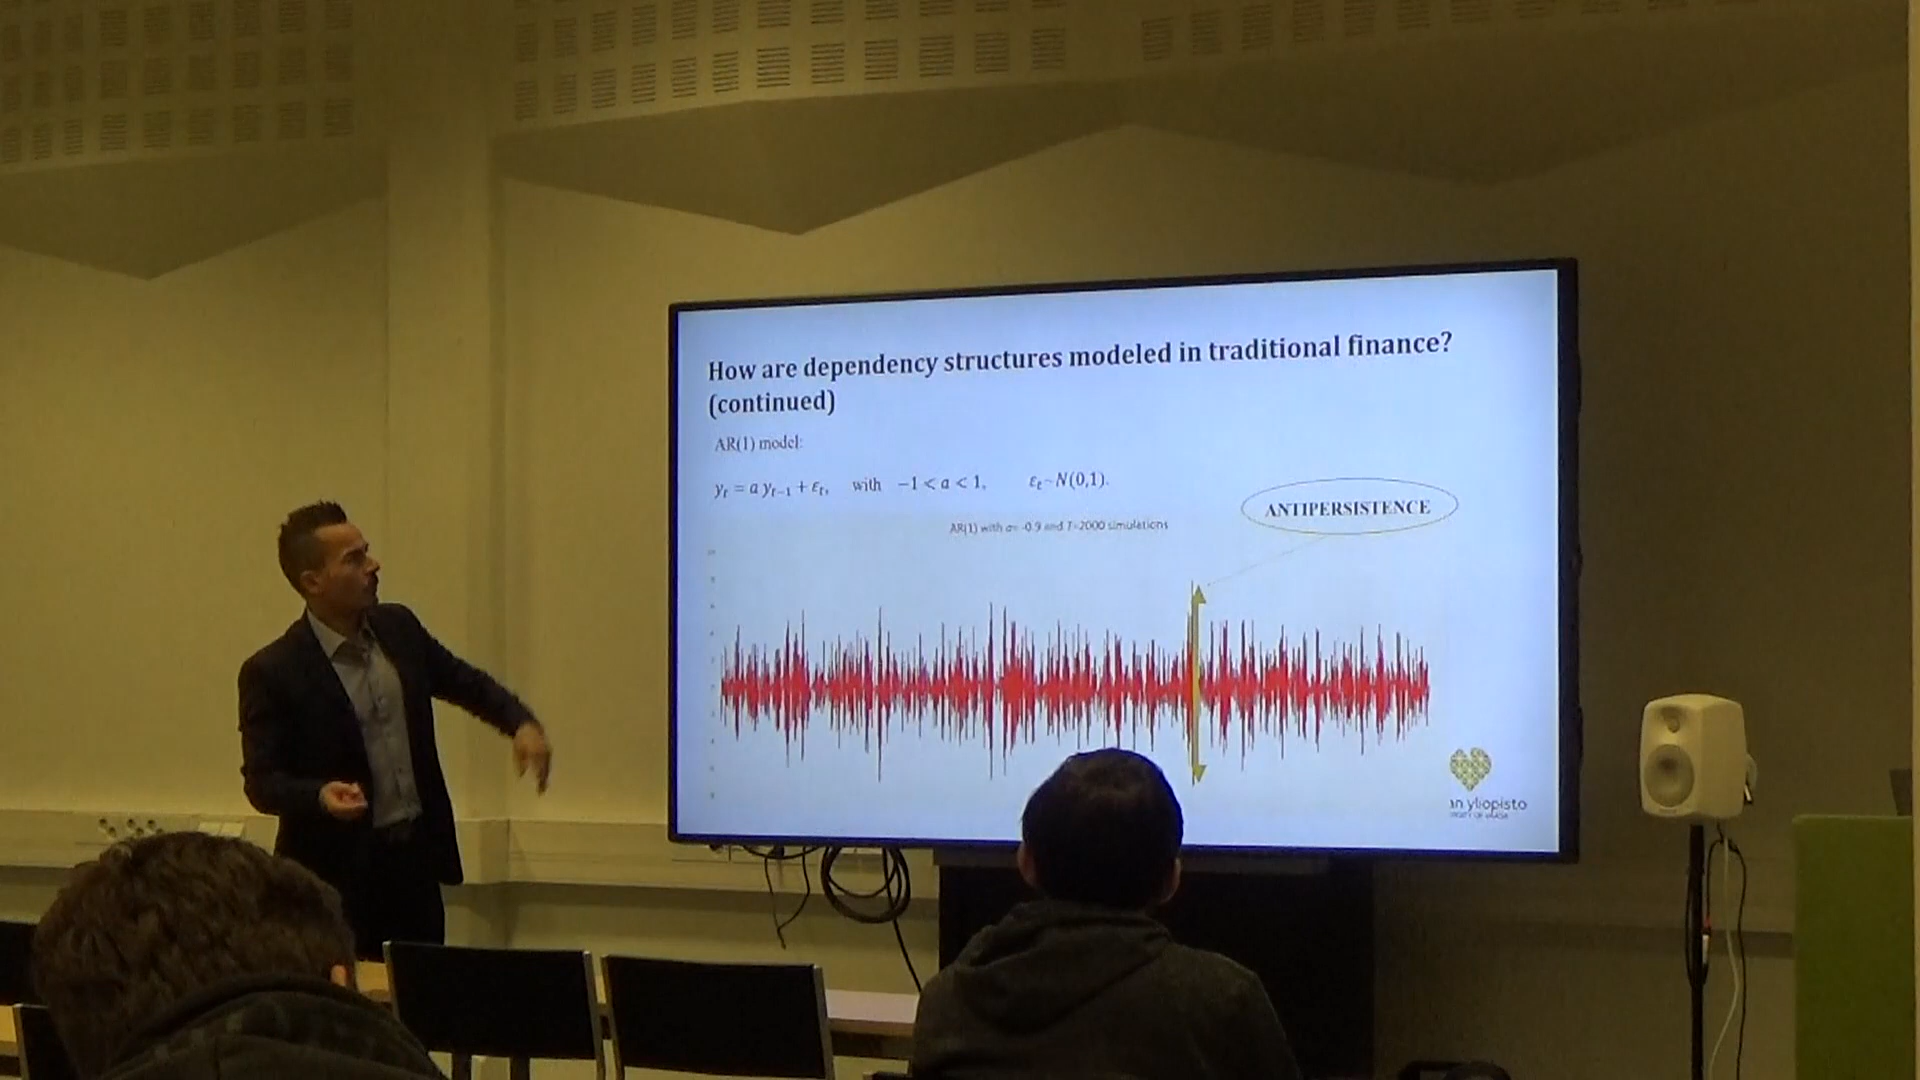 How are dependency structures modeled in traditional finance?
(continued)
AR(1) model:
yₜ = a yₜ₋₁ + εₜ, with −1 < a < 1, εₜ~N(0,1).
ANTIPERSISTENCE
AR(1) with a= -0.9 and T=2000 simulations
an yliopisto